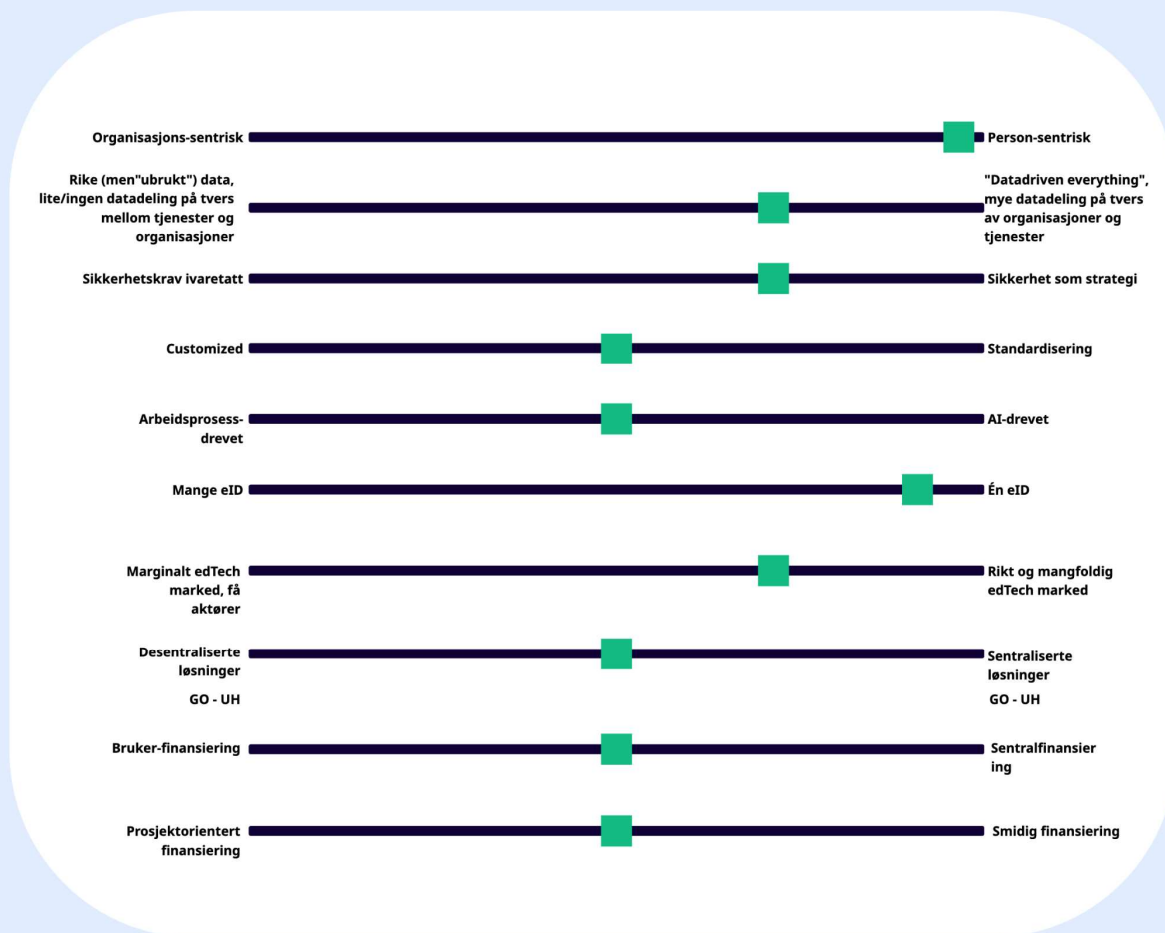 Organisasjons-sentrisk
Person-sentrisk
Rike (men"ubrukt") data,
lite/ingen datadeling på tvers
mellom tjenester og
organisasjoner
"Datadriven everything",
mye datadeling på tvers
av organisasjoner og
tjenester
Sikkerhetskrav ivaretatt
Sikkerhet som strategi
Customized
Standardisering
Arbeidsprosess-
drevet
AI-drevet
Mange eID
Én eID
Marginalt edTech
marked, få
aktører
Rikt og mangfoldig
edTech marked
Desentraliserte
løsninger
GO - UH
Sentraliserte
løsninger
GO - UH
Bruker-finansiering
Sentralfinansier
ing
Prosjektorientert
finansiering
Smidig finansiering